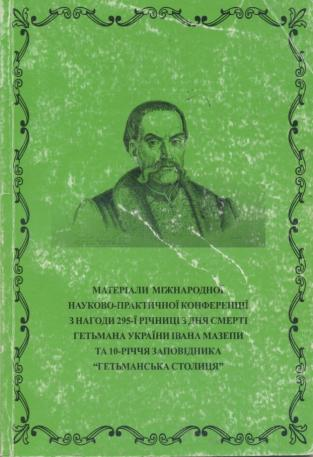 МАТЕРІАЛИ МІЖНАРОДНОЇ
НАУКОВО-ПРАКТИЧНОЇ КОНФЕРЕНЦІЇ
З НАГОДИ 295-Ї РІЧНИЦІ З ДНЯ СМЕРТІ
ГЕТЬМАНА УКРАЇНИ ІВАНА МАЗЕПИ
ТА 10-РІЧЧЯ ЗАПОВІДНИКА
“ГЕТЬМАНСЬКА СТОЛИЦЯ”